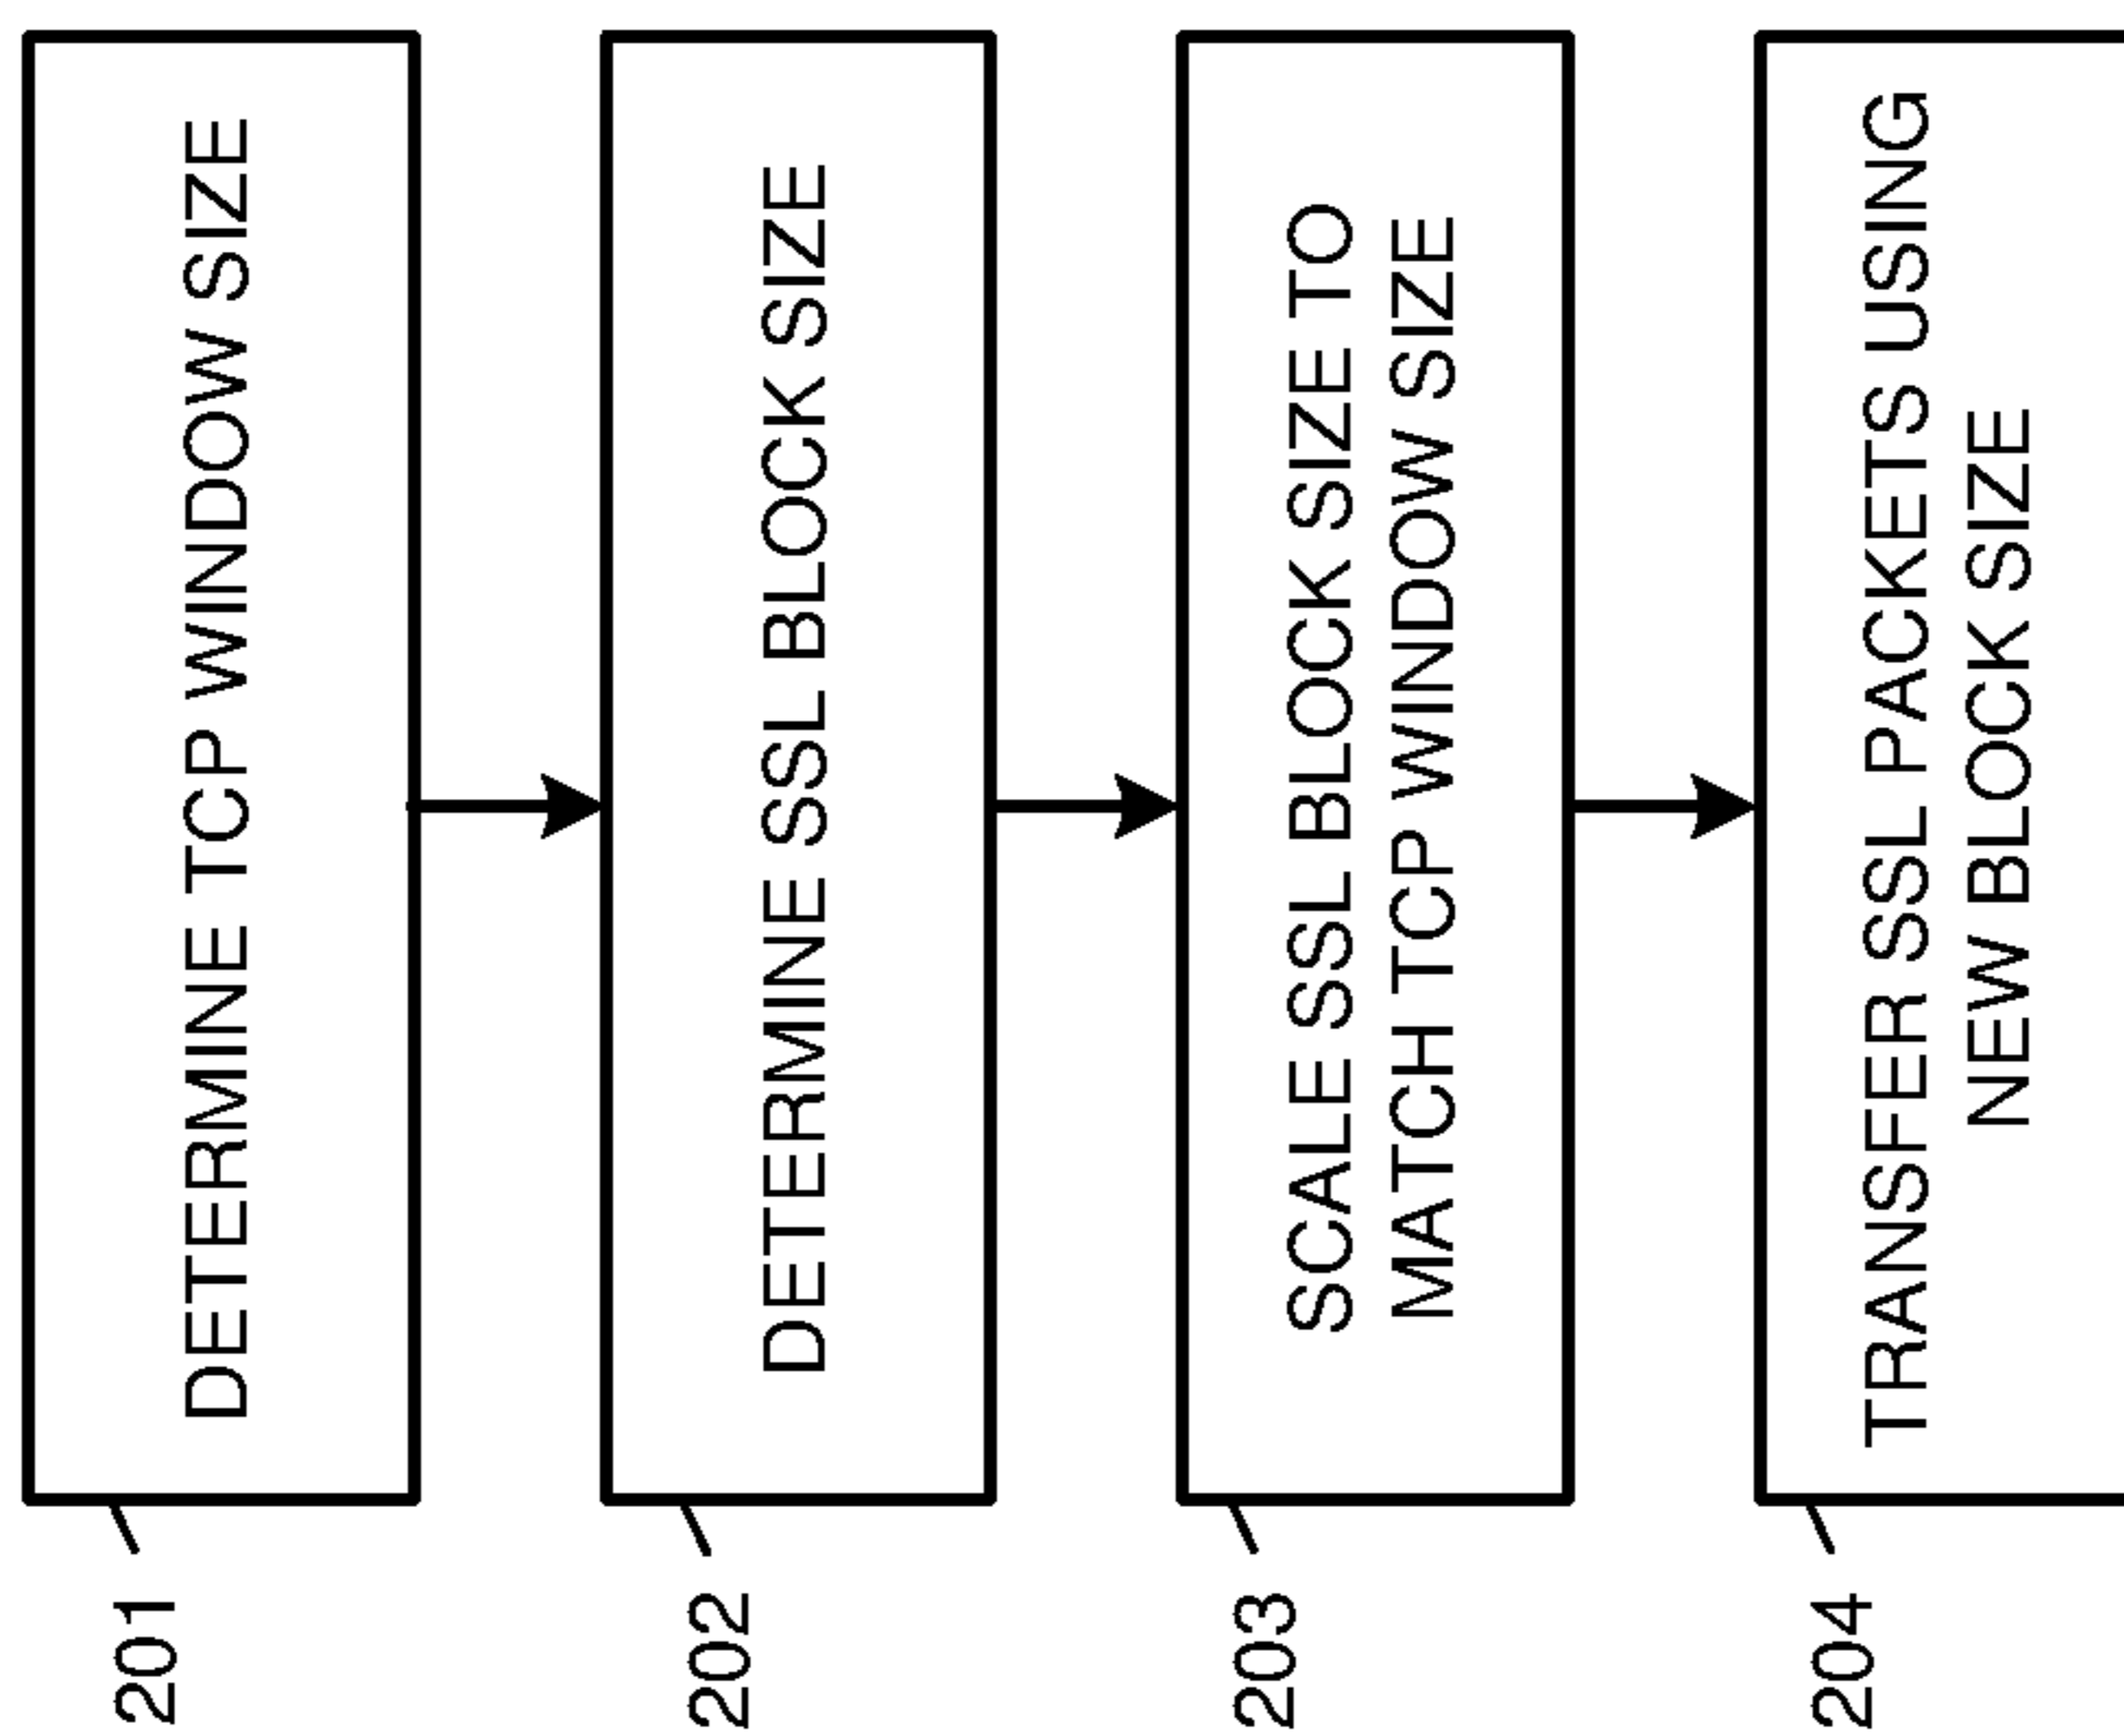 201
DETERMINE TCP WINDOW SIZE
202
DETERMINE SSL BLOCK SIZE
203
SCALE SSL BLOCK SIZE TO
MATCH TCP WINDOW SIZE
204
TRANSFER SSL PACKETS USING
NEW BLOCK SIZE